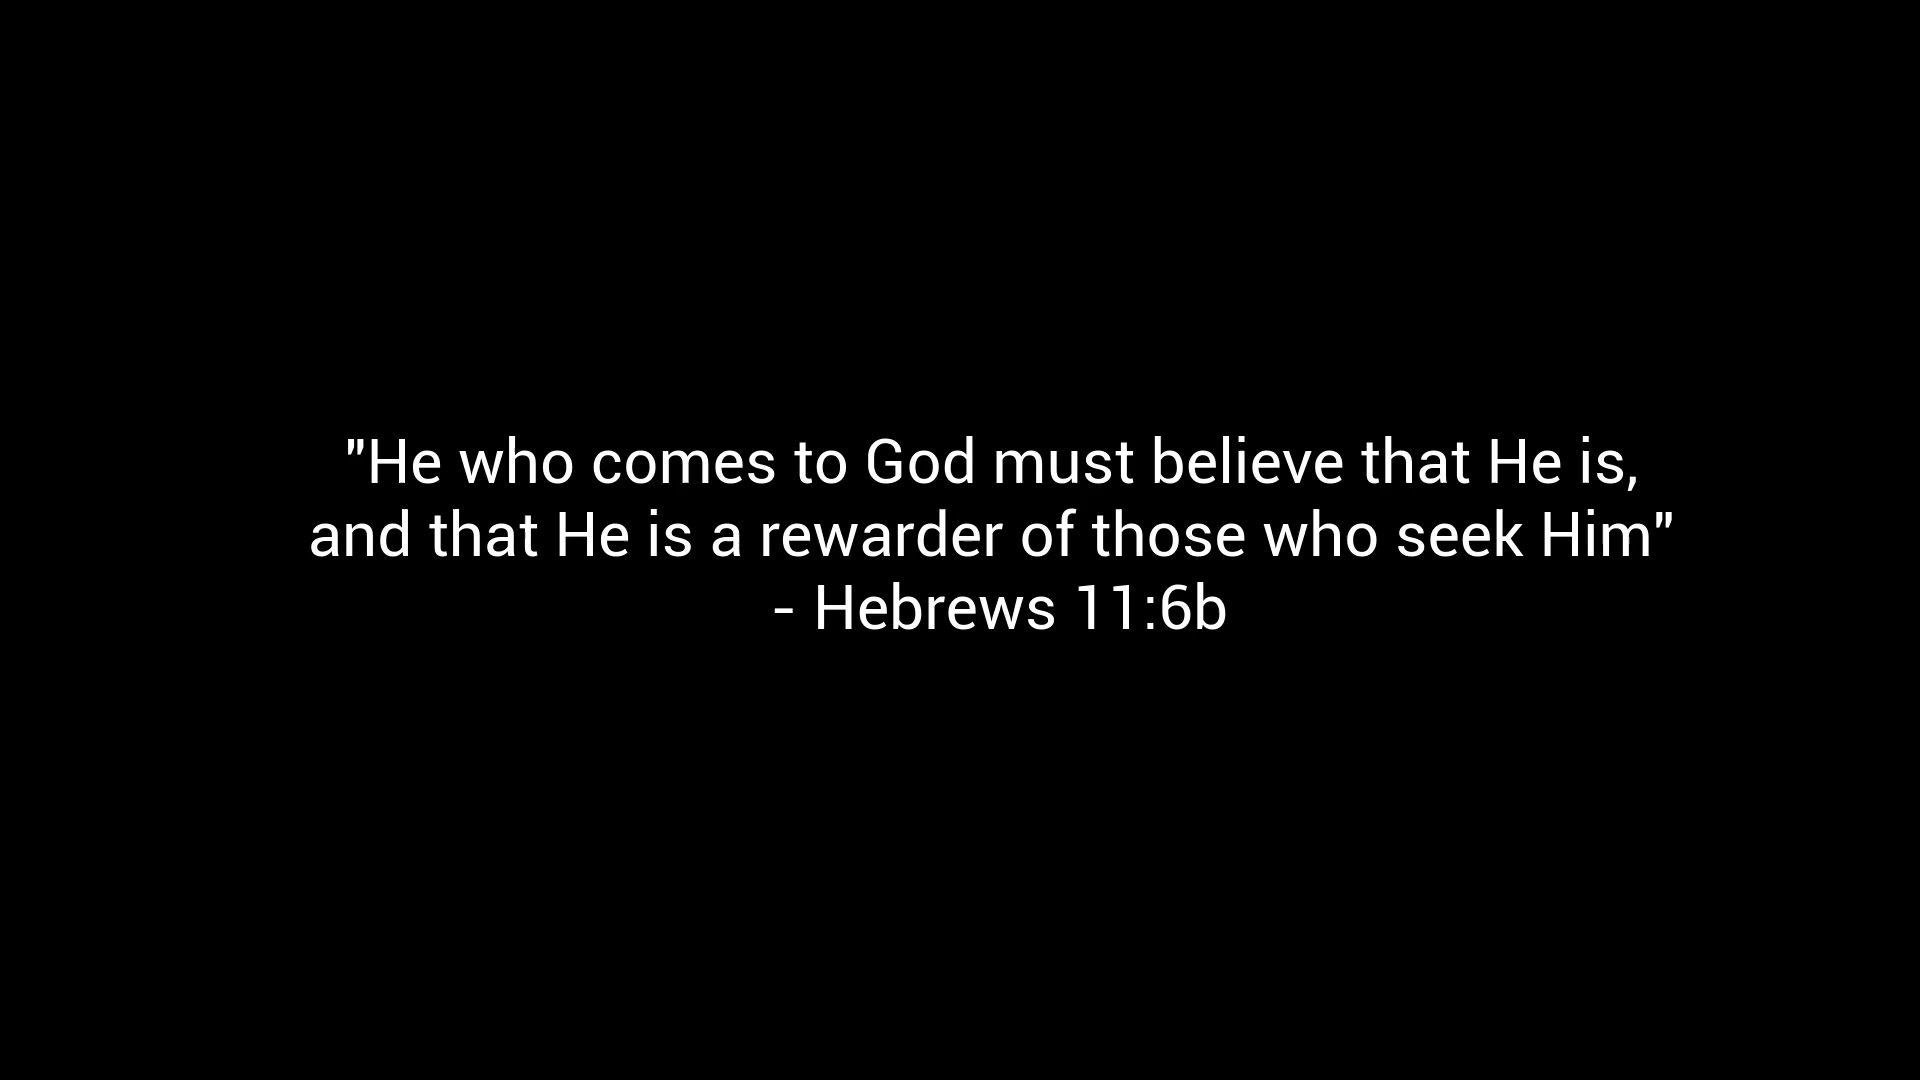 "He who comes to God must believe that He is,
and that He is a rewarder of those who seek Him"
- Hebrews 11:6b